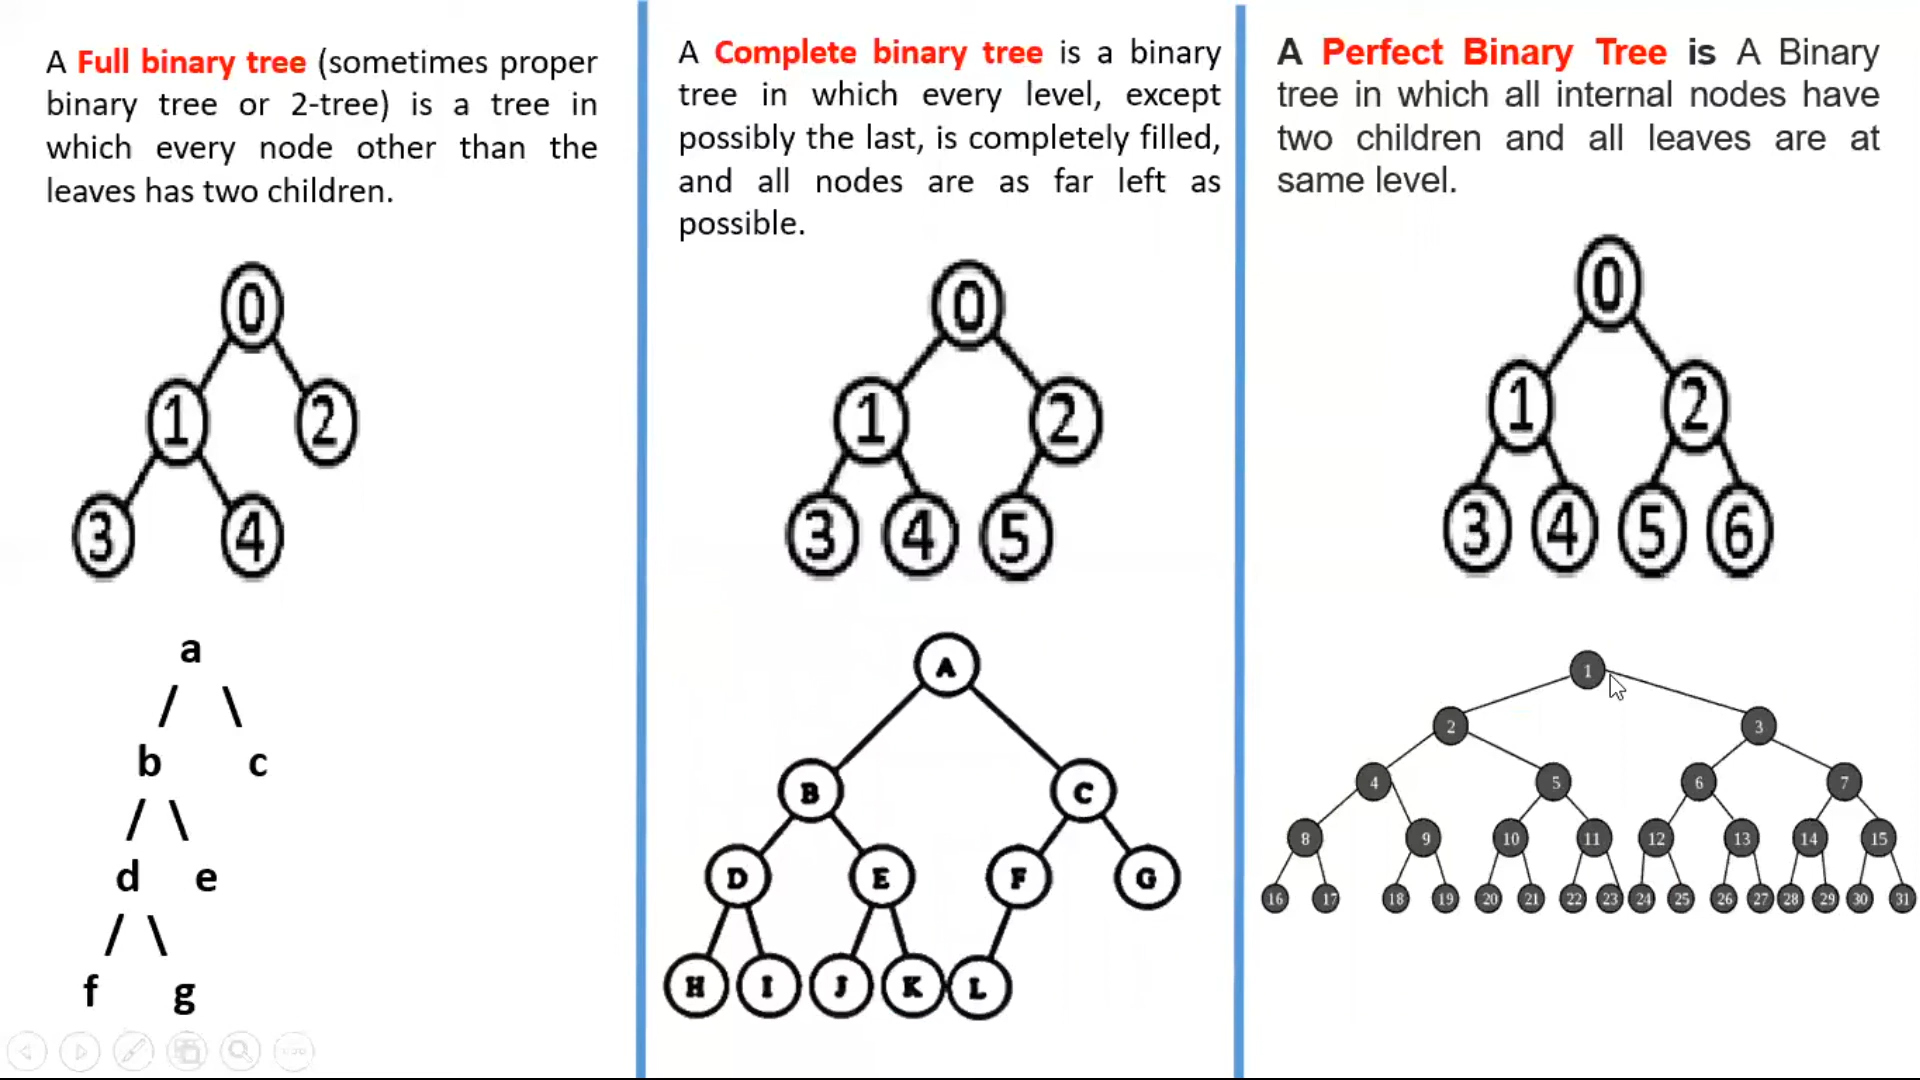 A Full binary tree (sometimes proper
binary tree or 2-tree) is a tree in
which every node other than the
leaves has two children.
0
1 2
3 4
a
/ \
b c
/ \
d e
/ \
f g
A Complete binary tree is a binary
tree in which every level, except
possibly the last, is completely filled,
and all nodes are as far left as
possible.
0
1 2
3 4 5
A
B C
D E F G
H I J K L
A Perfect Binary Tree is A Binary
tree in which all internal nodes have
two children and all leaves are at
same level.
0
1 2
3 4 5 6
1
2 3
4 5 6 7
8 9 10 11 12 13 14 15
16 17 18 19 20 21 22 23 24 25 26 27 28 29 30 31